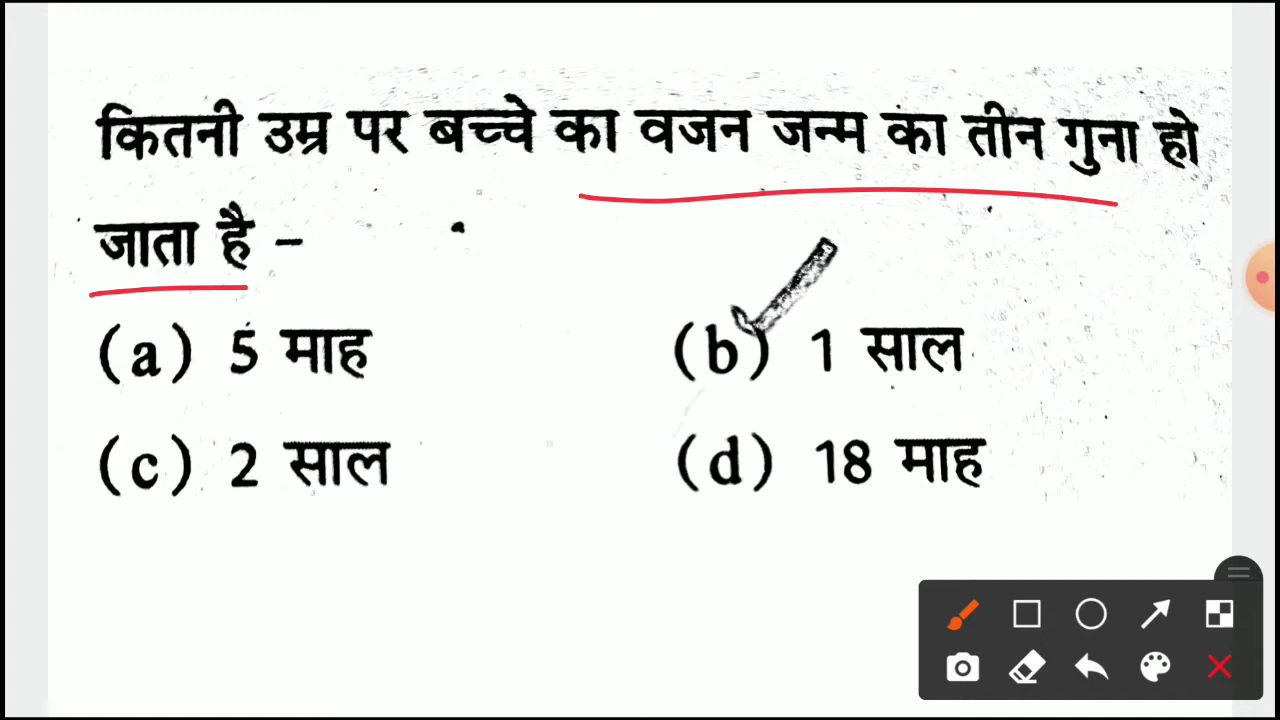 कितनी उम्र पर बच्चे का वजन जन्म का तीन गुना हो
जाता है –
(a) 5 माह (b) 1 साल
(c) 2 साल (d) 18 माह